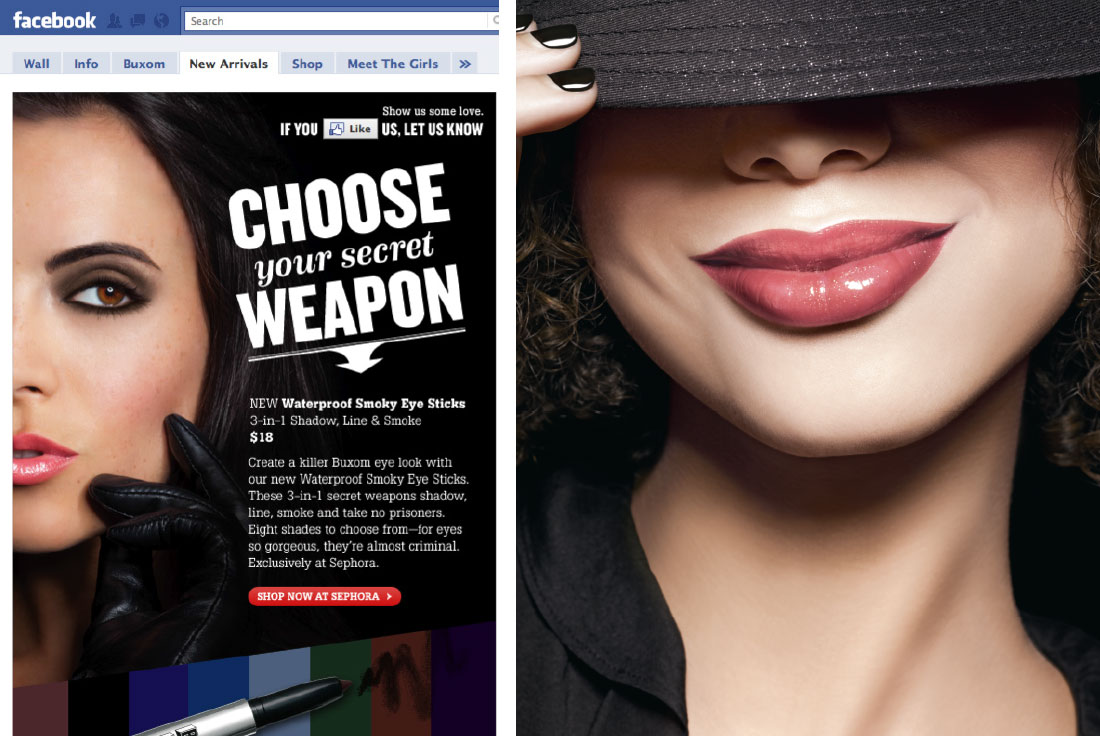 facebook
Search
Wall Info Buxom New Arrivals Shop Meet The Girls »
Show us some love.
IF YOU Like US, LET US KNOW
CHOOSE
your secret
WEAPON
NEW Waterproof Smoky Eye Sticks
3-in-1 Shadow, Line & Smoke
$18
Create a killer Buxom eye look with
our new Waterproof Smoky Eye Sticks.
These 3-in-1 secret weapons shadow,
line, smoke and take no prisoners.
Eight shades to choose from—for eyes
so gorgeous, they're almost criminal.
Exclusively at Sephora.
SHOP NOW AT SEPHORA